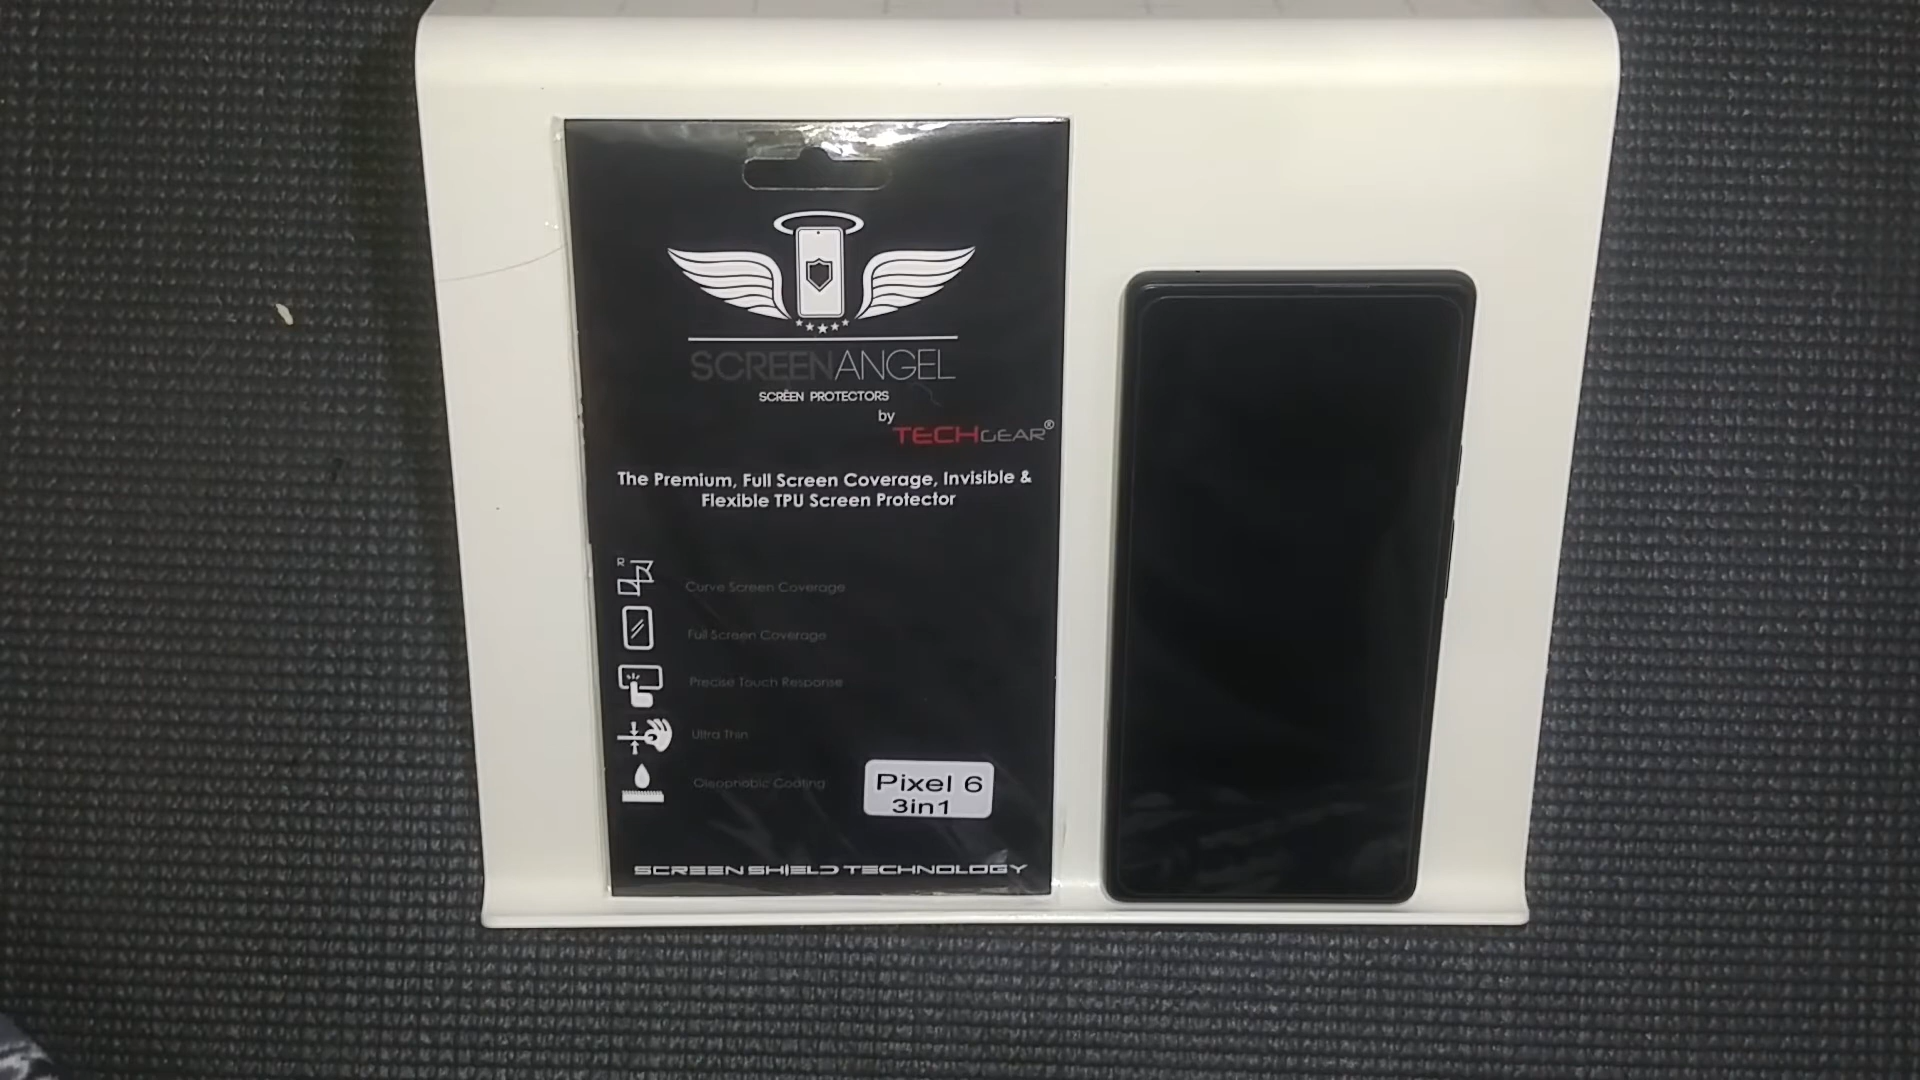 SCREENANGEL
SCREEN PROTECTORS
by
TECHGEAR®
The Premium, Full Screen Coverage, Invisible &
Flexible TPU Screen Protector
R
Curve Screen Coverage
Full Screen Coverage
Precise Touch Response
Ultra Thin
Oleophobic Coating
Pixel 6
3in1
SCREEN SHIELD TECHNOLOGY